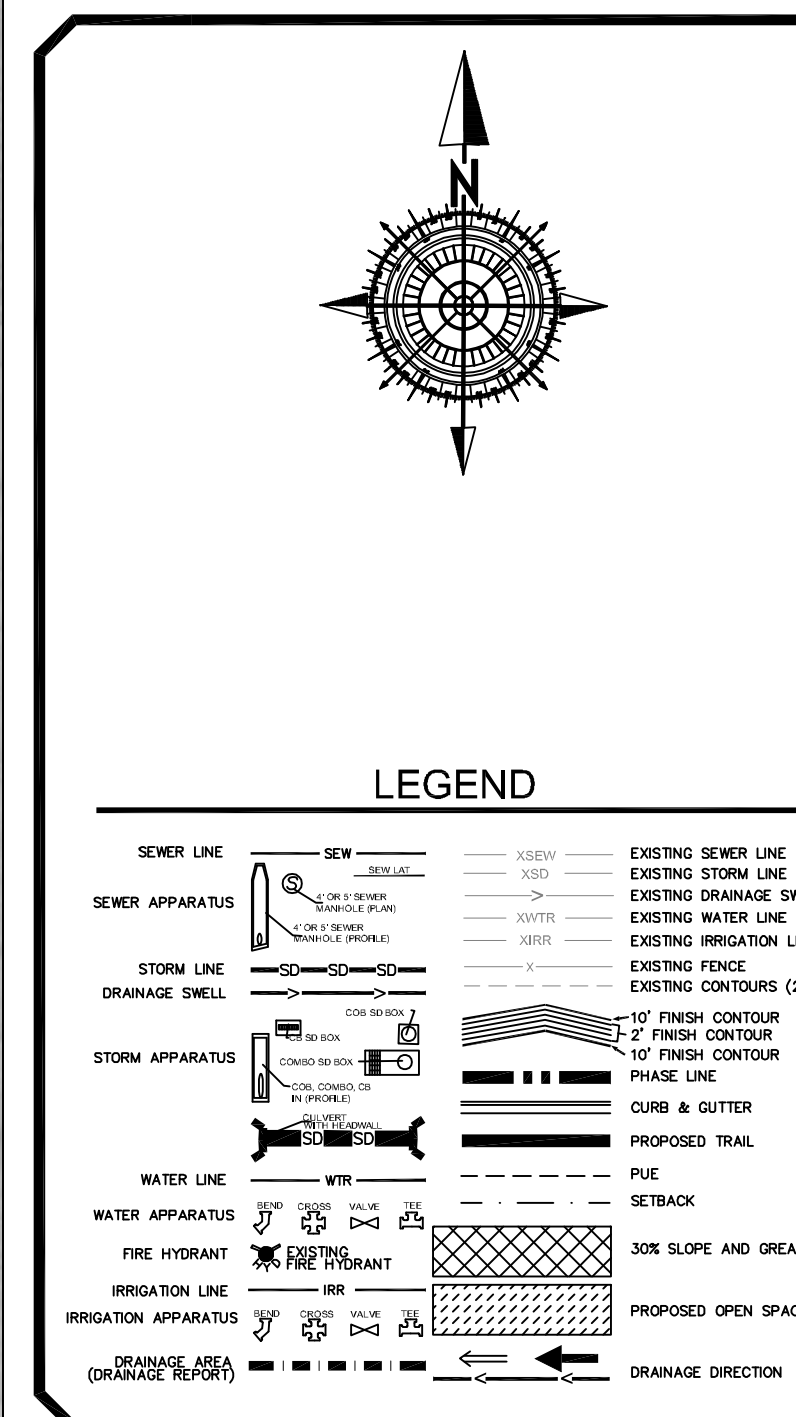 N
LEGEND
SEWER LINE
SEW
SEWER APPARATUS
SEW LAT
S
4' OR 5' SEWER
MANHOLE (PLAN)
4' OR 5' SEWER
MANHOLE (PROFILE)
STORM LINE
SD SD SD
DRAINAGE SWELL
STORM APPARATUS
COB SD BOX
CB SD BOX
COMBO SD BOX
COB, COMBO, CB
IN (PROFILE)
CULVERT
WITH HEADWALL
SD SD
WATER LINE
WTR
WATER APPARATUS
BEND CROSS VALVE TEE
FIRE HYDRANT
EXISTING
FIRE HYDRANT
IRRIGATION LINE
IRR
IRRIGATION APPARATUS
BEND CROSS VALVE TEE
DRAINAGE AREA
(DRAINAGE REPORT)
XSEW
EXISTING SEWER LINE
XSD
EXISTING STORM LINE
EXISTING DRAINAGE SW
XWTR
EXISTING WATER LINE
XIRR
EXISTING IRRIGATION LI
X
EXISTING FENCE
EXISTING CONTOURS (2
10' FINISH CONTOUR
2' FINISH CONTOUR
10' FINISH CONTOUR
PHASE LINE
CURB & GUTTER
PROPOSED TRAIL
PUE
SETBACK
30% SLOPE AND GREA
PROPOSED OPEN SPAC
DRAINAGE DIRECTION